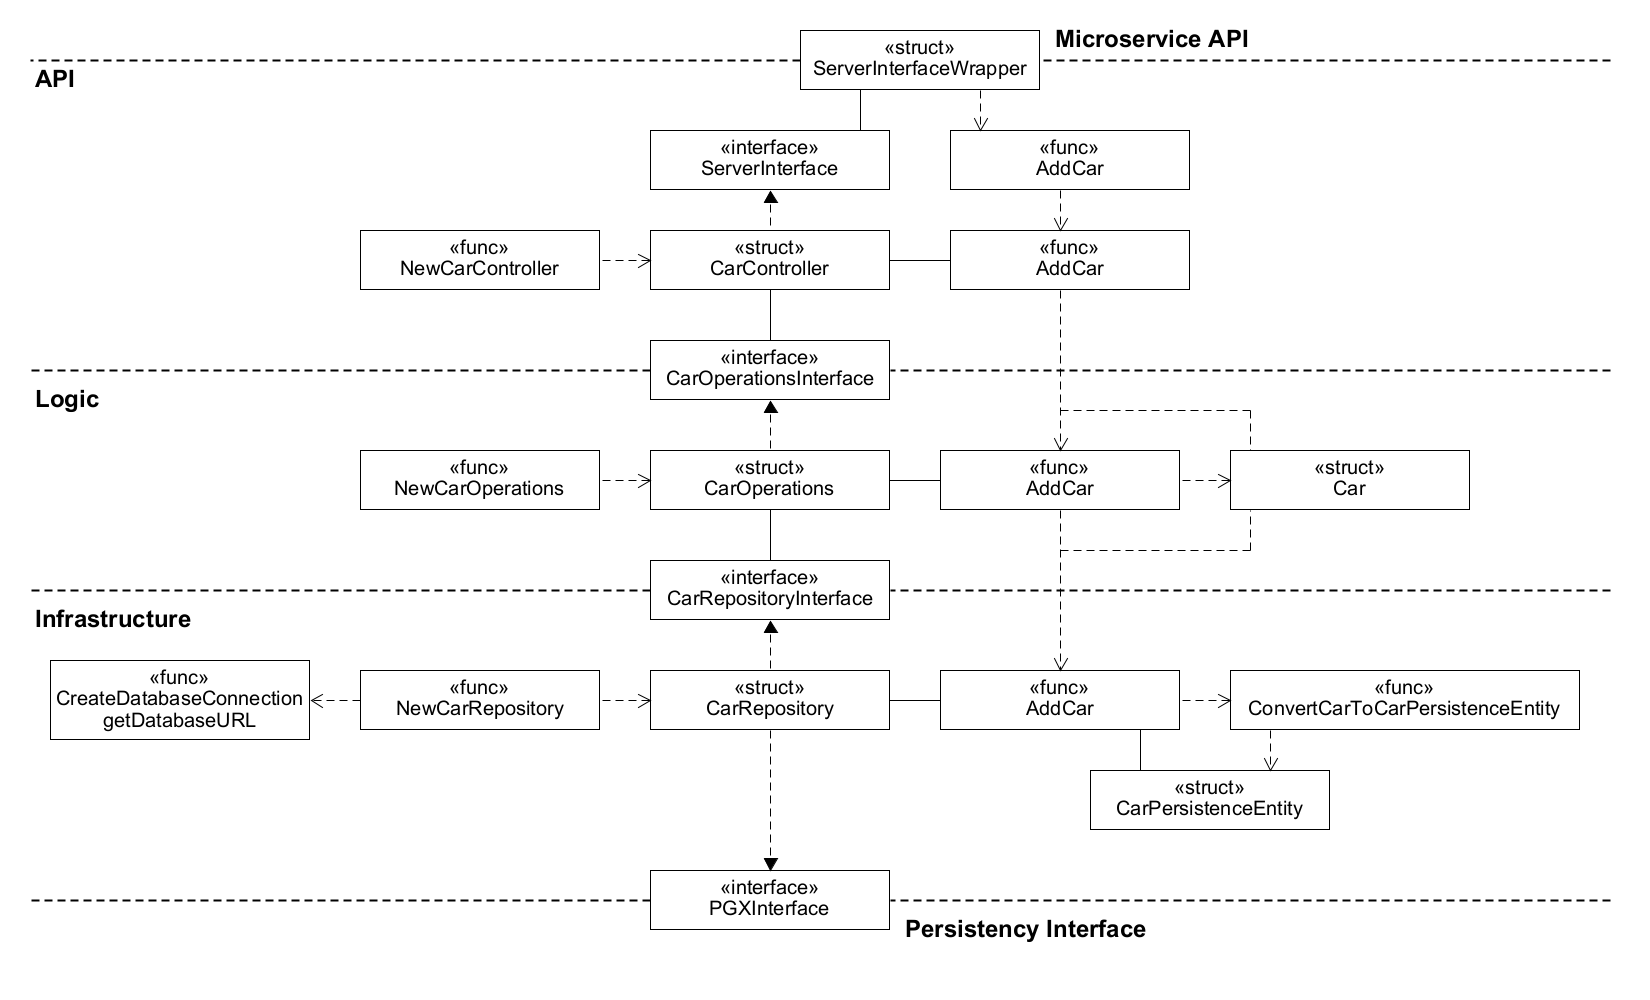 «struct»
ServerInterfaceWrapper
Microservice API
API
«interface»
ServerInterface
«func»
AddCar
«func»
NewCarController
«struct»
CarController
«func»
AddCar
«interface»
CarOperationsInterface
Logic
«func»
NewCarOperations
«struct»
CarOperations
«func»
AddCar
«struct»
Car
«interface»
CarRepositoryInterface
Infrastructure
«func»
CreateDatabaseConnection
getDatabaseURL
«func»
NewCarRepository
«struct»
CarRepository
«func»
AddCar
«func»
ConvertCarToCarPersistenceEntity
«struct»
CarPersistenceEntity
«interface»
PGXInterface
Persistency Interface